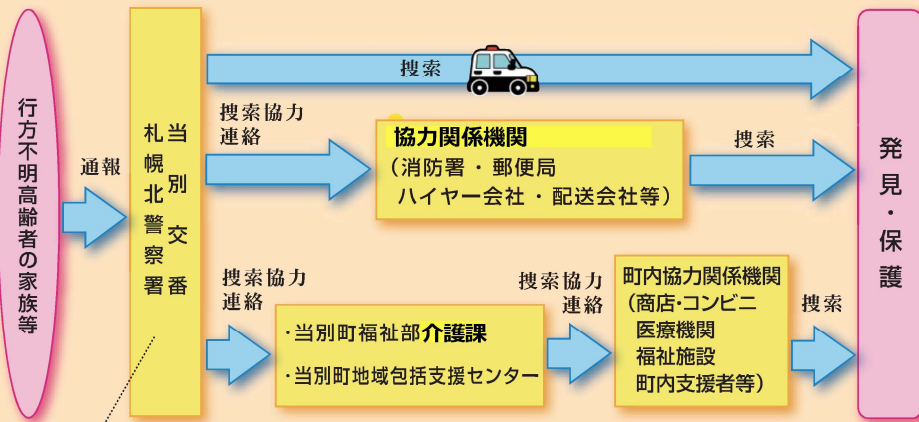 行方不明高齢者の家族等
通報
札幌北警察署
当別交番
捜索
捜索協力
連絡
協力関係機関
(消防署・郵便局
ハイヤー会社・配送会社等)
捜索
捜索協力
連絡
・当別町福祉部介護課
・当別町地域包括支援センター
捜索協力
連絡
町内協力関係機関
(商店・コンビニ
医療機関
福祉施設
町内支援者等)
捜索
発見・保護